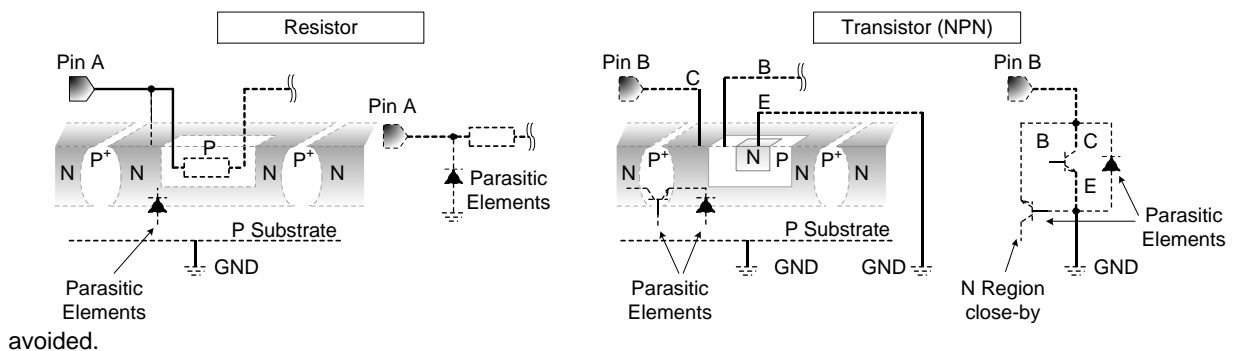 Resistor
Transistor (NPN)
Pin A
Pin B
C
B
E
Pin B
Pin A
P
N
P+
N
N
P+
N
Parasitic
Elements
P Substrate
GND
Parasitic
Elements
N
P+
N
N
P
N
P+
N
P Substrate
GND
GND
Parasitic
Elements
B
C
E
Parasitic
Elements
GND
N Region
close-by
avoided.